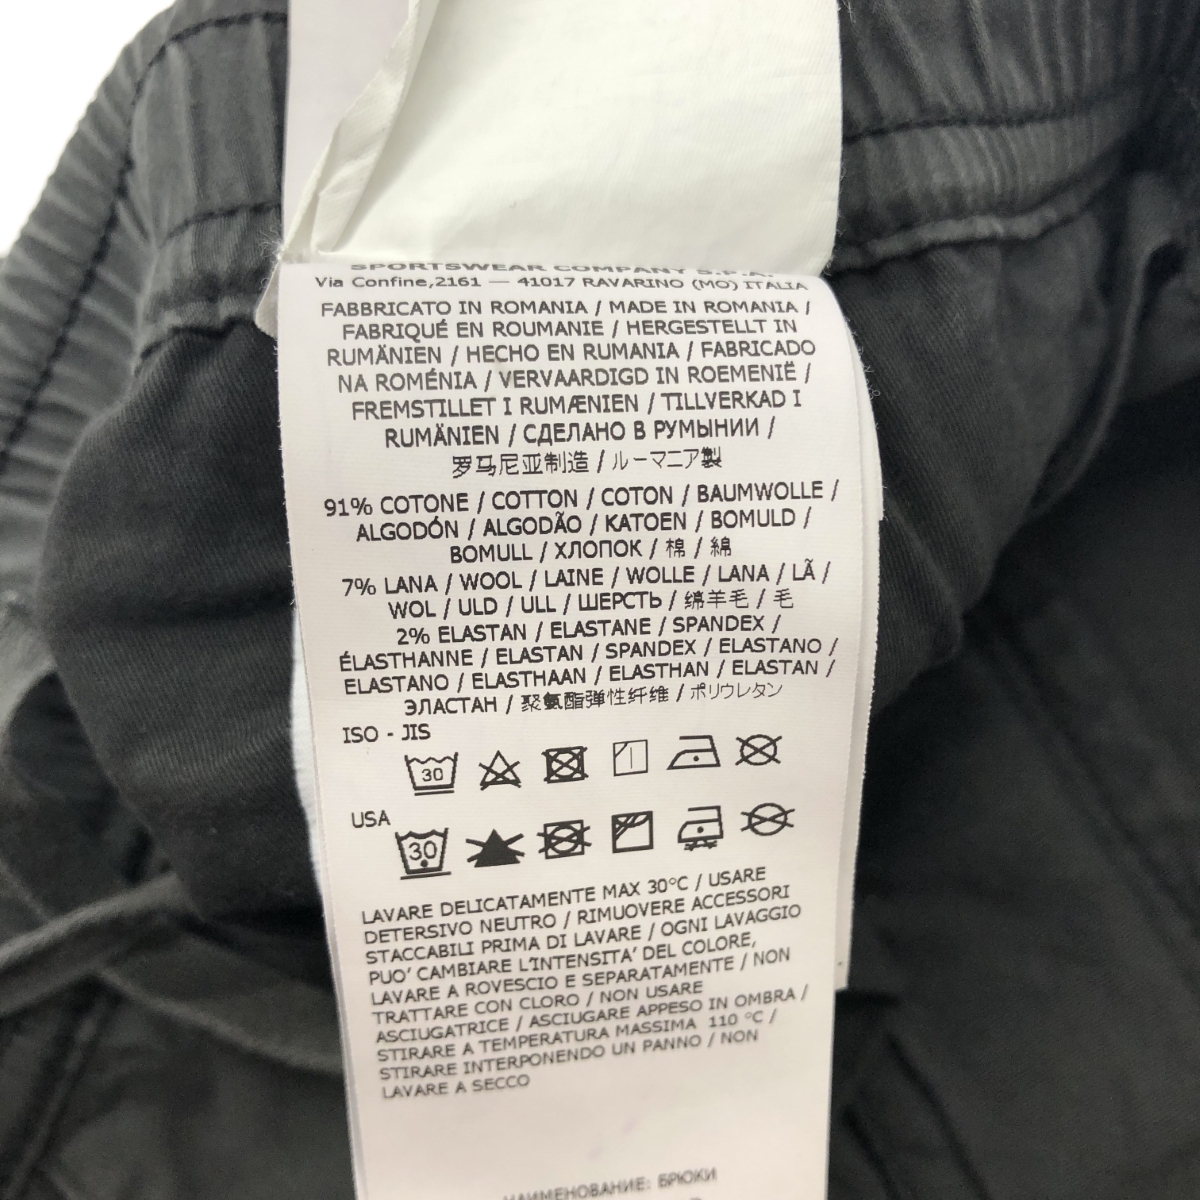 SPORTSWEAR COMPANY S.P.A.
Via Confine,2161 — 41017 RAVARINO (MO) ITALIA
FABBRICATO IN ROMANIA / MADE IN ROMANIA /
FABRIQUÉ EN ROUMANIE / HERGESTELLT IN
RUMÄNIEN / HECHO EN RUMANIA / FABRICADO
NA ROMÉNIA / VERVAARDIGD IN ROEMENIË /
FREMSTILLET I RUMÆNIEN / TILLVERKAD I
RUMÄNIEN / СДЕЛАНО В РУМЫНИИ /
罗马尼亚制造 / ルーマニア製
91% COTONE / COTTON / COTON / BAUMWOLLE /
ALGODÓN / ALGODÃO / KATOEN / BOMULD /
BOMULL / ХЛОПОК / 棉 / 綿
7% LANA / WOOL / LAINE / WOLLE / LANA / LÃ /
WOL / ULD / ULL / ШЕРСТЬ / 绵羊毛 / 毛
2% ELASTAN / ELASTANE / SPANDEX /
ÉLASTHANNE / ELASTAN / SPANDEX / ELASTANO /
ELASTANO / ELASTHAAN / ELASTHAN / ELASTAN /
ЭЛАСТАН / 聚氨酯弹性纤维 / ポリウレタン
ISO - JIS
30
USA
30
LAVARE DELICATAMENTE MAX 30°C / USARE
DETERSIVO NEUTRO / RIMUOVERE ACCESSORI
STACCABILI PRIMA DI LAVARE / OGNI LAVAGGIO
PUO' CAMBIARE L'INTENSITA' DEL COLORE,
LAVARE A ROVESCIO E SEPARATAMENTE / NON
TRATTARE CON CLORO / NON USARE
ASCIUGATRICE / ASCIUGARE APPESO IN OMBRA /
STIRARE A TEMPERATURA MASSIMA 110 °C /
STIRARE INTERPONENDO UN PANNO / NON
LAVARE A SECCO
НАИМЕНОВАНИЕ: БРЮКИ